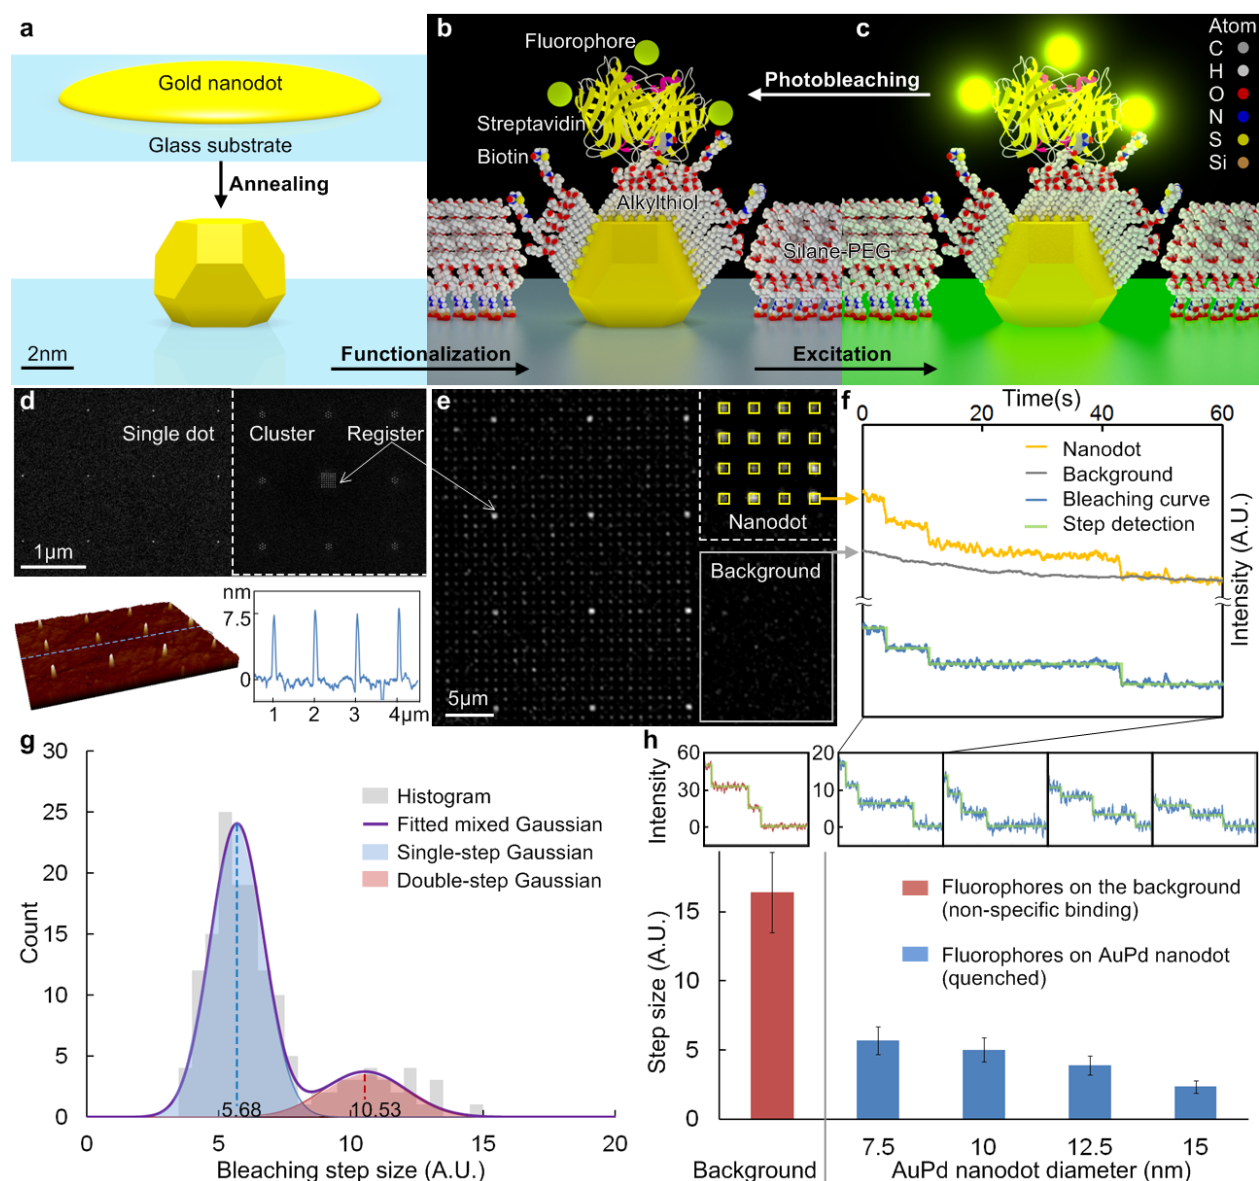 a
Gold nanodot
Glass substrate
Annealing
2nm
Functionalization
b
Fluorophore
Streptavidin
Biotin
Alkylthiol
Silane-PEG
Photobleaching
Excitation
c
Atom
C
H
O
N
S
Si
d
Single dot
Cluster
Register
1μm
nm
7.5
0
1 2 3 4μm
e
Nanodot
Background
5μm
f
Time(s)
0 20 40 60
Nanodot
Background
Bleaching curve
Step detection
Intensity (A.U.)
g
30
25
20
15
10
5
0
Count
Histogram
Fitted mixed Gaussian
Single-step Gaussian
Double-step Gaussian
5.68
10.53
0 5 10 15 20
Bleaching step size (A.U.)
h
Intensity
60
30
0
20
10
0
Step size (A.U.)
15
10
5
0
Fluorophores on the background
(non-specific binding)
Fluorophores on AuPd nanodot
(quenched)
7.5 10 12.5 15
Background
AuPd nanodot diameter (nm)